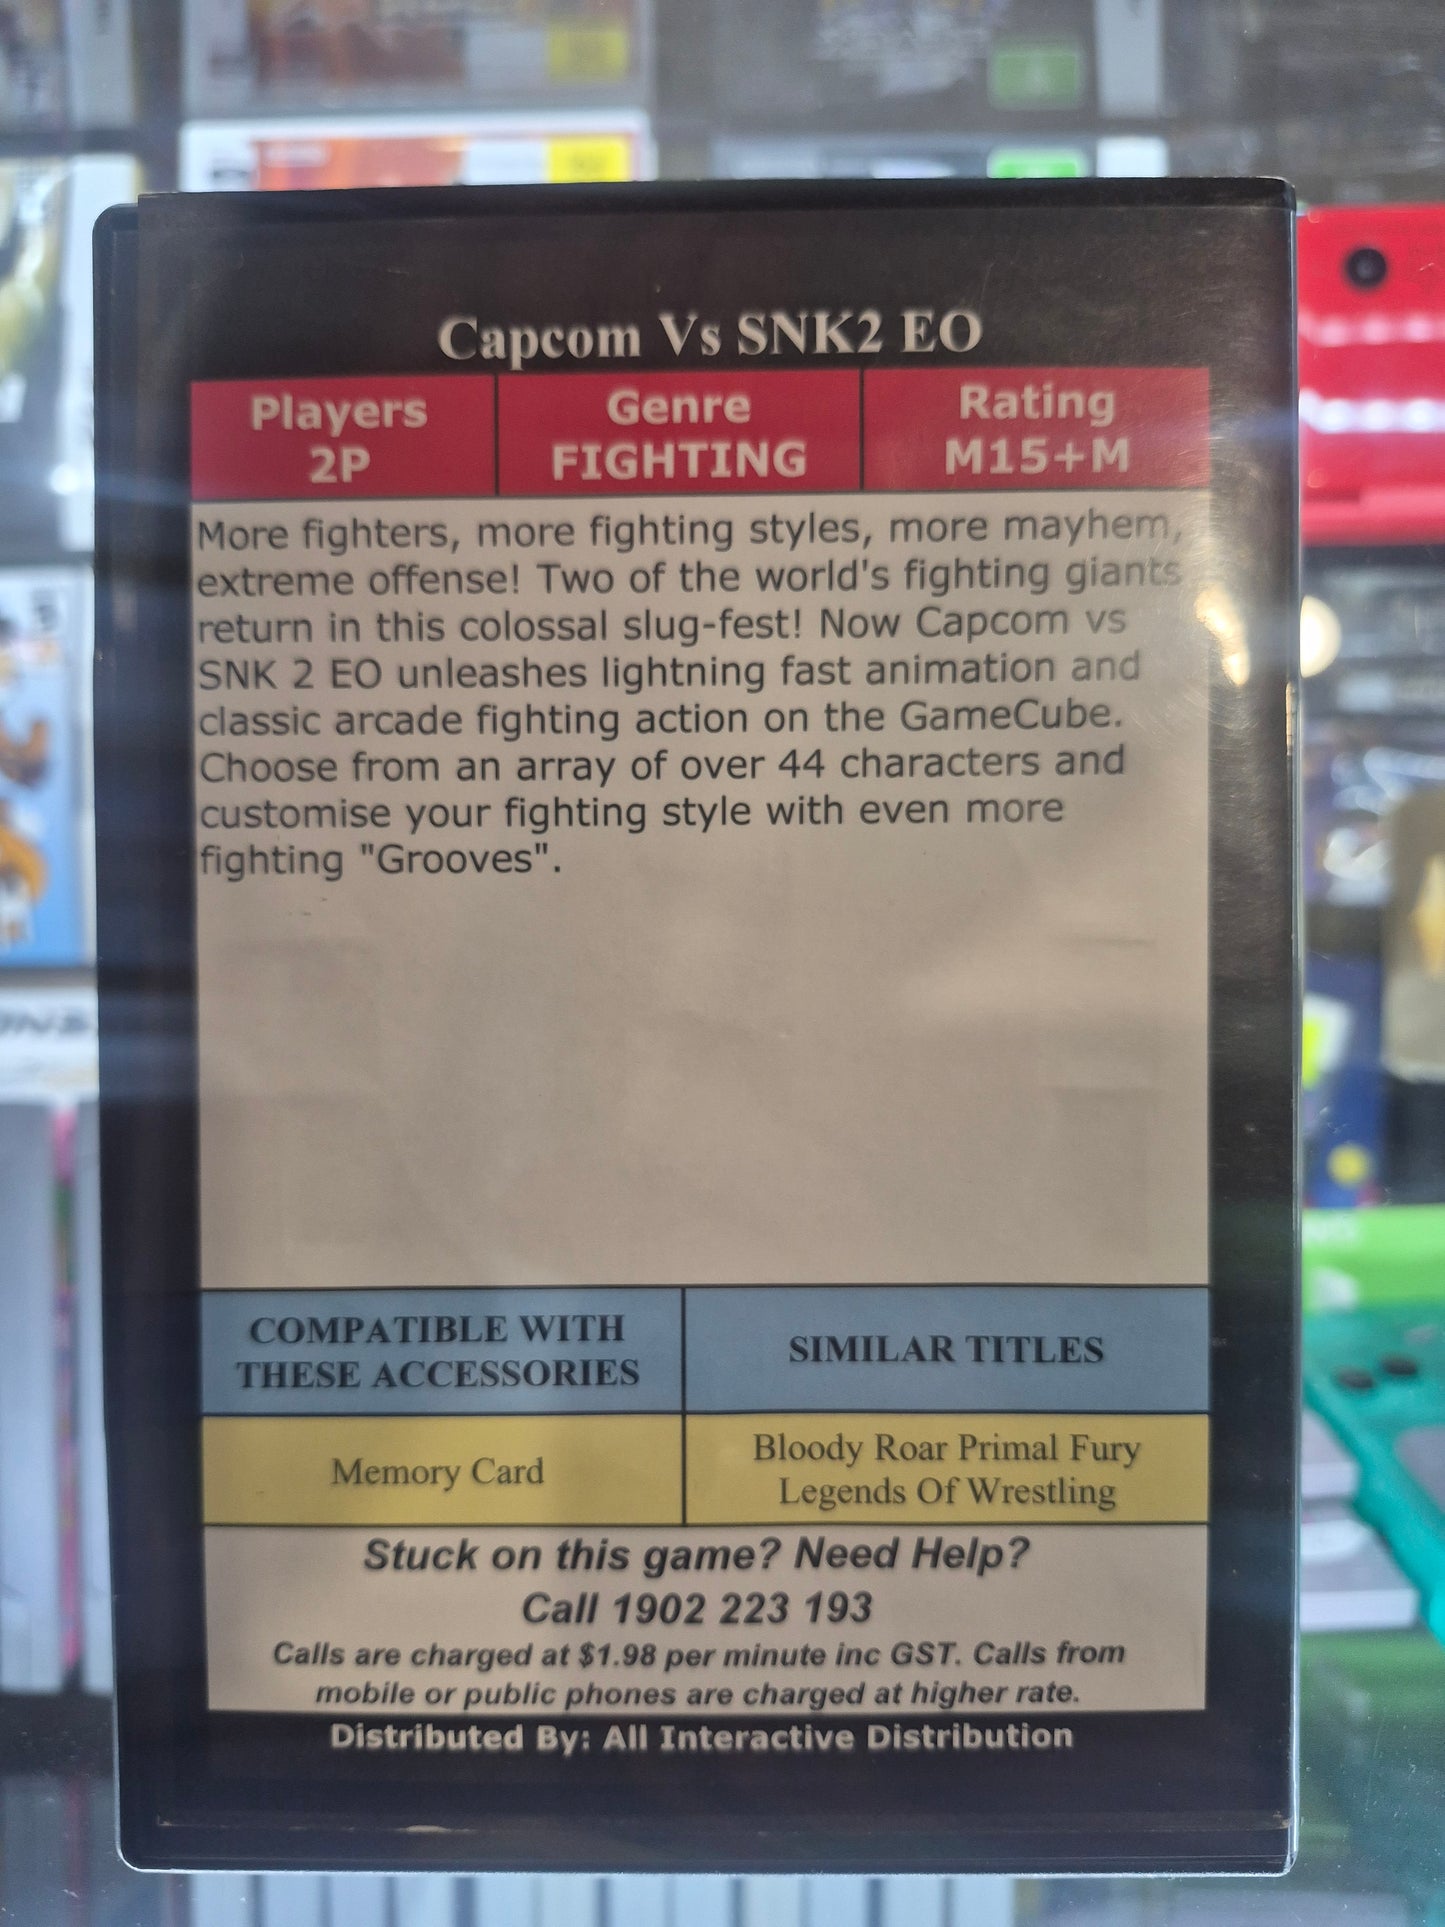 Capcom Vs SNK2 EO
Players
2P
Genre
FIGHTING
Rating
M15+M
More fighters, more fighting styles, more mayhem,
extreme offense! Two of the world's fighting giants
return in this colossal slug-fest! Now Capcom vs
SNK 2 EO unleashes lightning fast animation and
classic arcade fighting action on the GameCube.
Choose from an array of over 44 characters and
customise your fighting style with even more
fighting "Grooves".
COMPATIBLE WITH
THESE ACCESSORIES
SIMILAR TITLES
Memory Card
Bloody Roar Primal Fury
Legends Of Wrestling
Stuck on this game? Need Help?
Call 1902 223 193
Calls are charged at $1.98 per minute inc GST. Calls from
mobile or public phones are charged at higher rate.
Distributed By: All Interactive Distribution